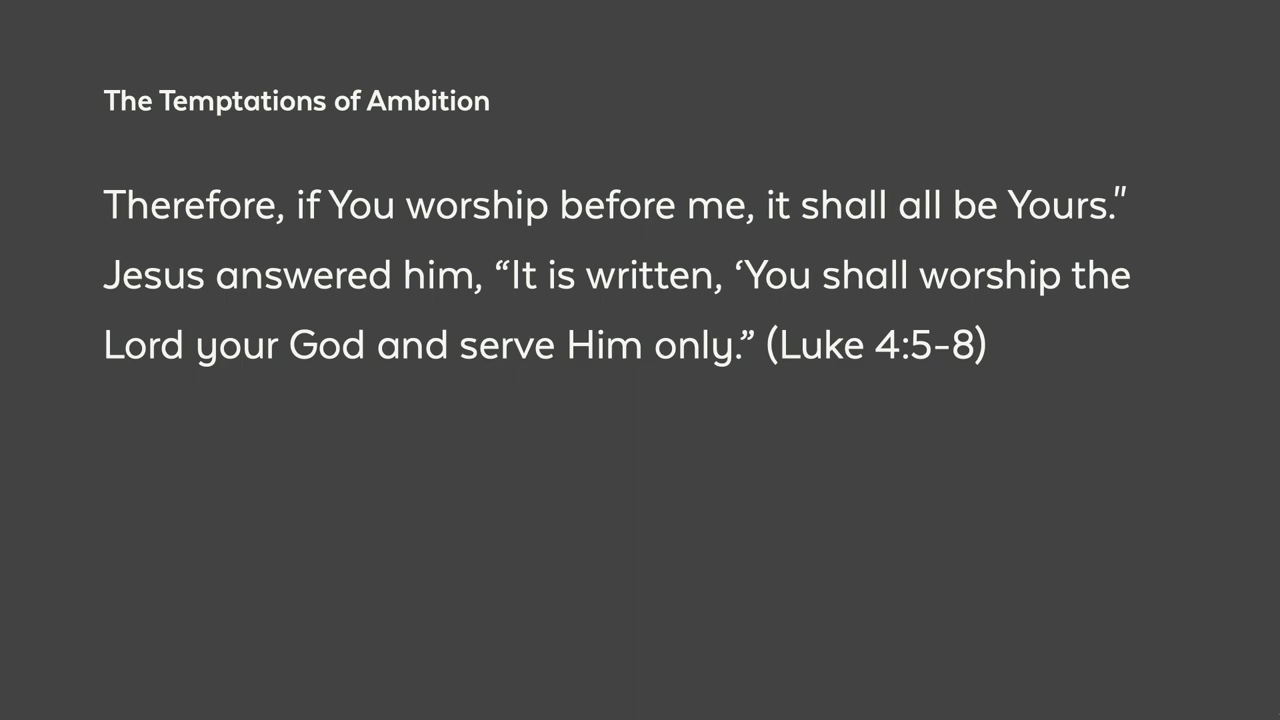 The Temptations of Ambition
Therefore, if You worship before me, it shall all be Yours."
Jesus answered him, “It is written, ‘You shall worship the
Lord your God and serve Him only.” (Luke 4:5-8)